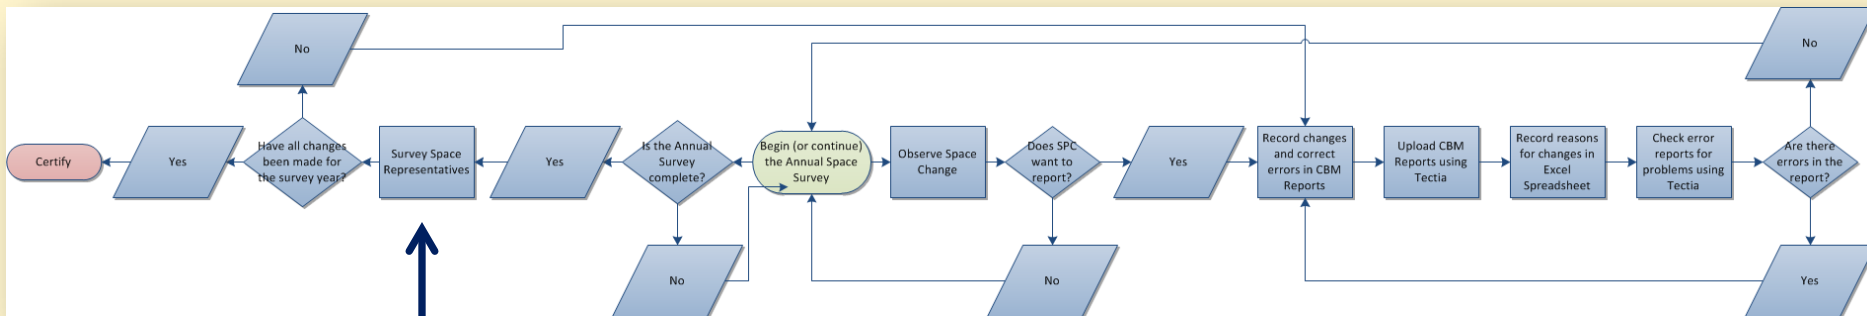 No
No
Certify
Yes
Have all changes
been made for
the survey year?
Survey Space
Representatives
Yes
Is the Annual
Survey
complete?
Begin (or continue)
the Annual Space
Survey
Observe Space
Change
Does SPC
want to
report?
Yes
Record changes
and correct
errors in CBM
Reports
Upload CBM
Reports using
Tectia
Record reasons
for changes in
Excel
Spreadsheet
Check error
reports for
problems using
Tectia
Are there
errors in the
report?
No
No
Yes